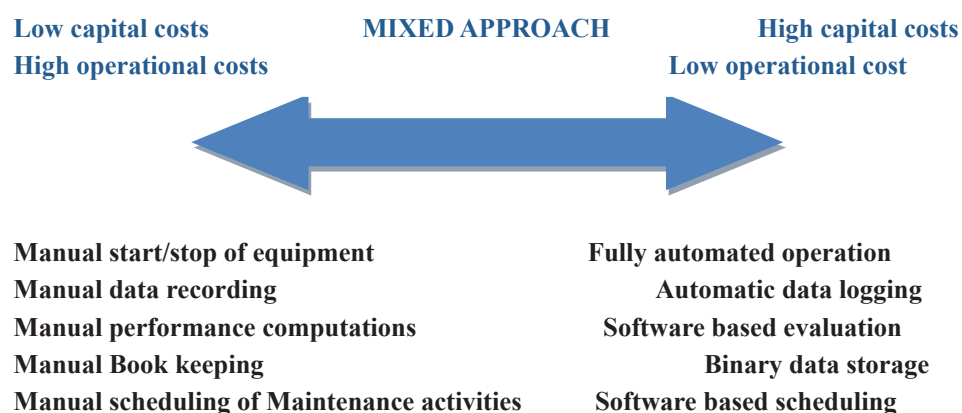 Low capital costs MIXED APPROACH High capital costs
High operational costs Low operational cost
Manual start/stop of equipment Fully automated operation
Manual data recording Automatic data logging
Manual performance computations Software based evaluation
Manual Book keeping Binary data storage
Manual scheduling of Maintenance activities Software based scheduling